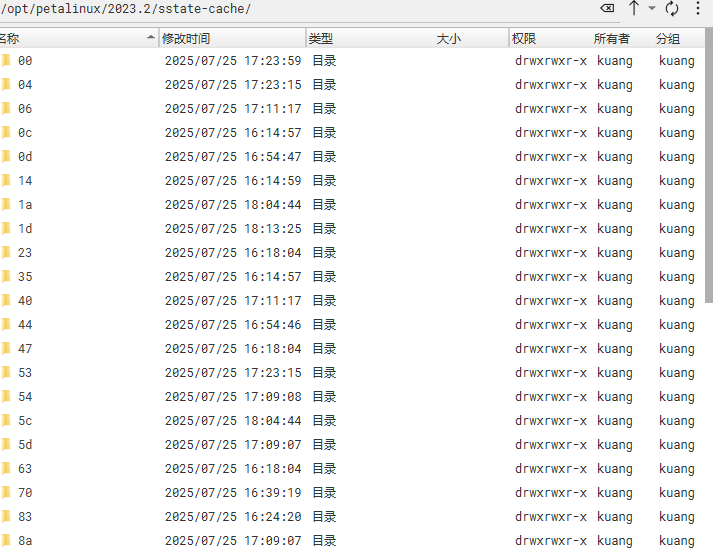 /opt/petalinux/2023.2/sstate-cache/
名称 修改时间 类型 大小 权限 所有者 分组
00 2025/07/25 17:23:59 目录 drwxrwxr-x kuang kuang
04 2025/07/25 17:23:15 目录 drwxrwxr-x kuang kuang
06 2025/07/25 17:11:17 目录 drwxrwxr-x kuang kuang
0c 2025/07/25 16:14:57 目录 drwxrwxr-x kuang kuang
0d 2025/07/25 16:54:47 目录 drwxrwxr-x kuang kuang
14 2025/07/25 16:14:59 目录 drwxrwxr-x kuang kuang
1a 2025/07/25 18:04:44 目录 drwxrwxr-x kuang kuang
1d 2025/07/25 18:13:25 目录 drwxrwxr-x kuang kuang
23 2025/07/25 16:18:04 目录 drwxrwxr-x kuang kuang
35 2025/07/25 16:14:57 目录 drwxrwxr-x kuang kuang
40 2025/07/25 17:11:17 目录 drwxrwxr-x kuang kuang
44 2025/07/25 16:54:46 目录 drwxrwxr-x kuang kuang
47 2025/07/25 16:18:04 目录 drwxrwxr-x kuang kuang
53 2025/07/25 17:23:15 目录 drwxrwxr-x kuang kuang
54 2025/07/25 17:09:08 目录 drwxrwxr-x kuang kuang
5c 2025/07/25 18:04:44 目录 drwxrwxr-x kuang kuang
5d 2025/07/25 17:09:07 目录 drwxrwxr-x kuang kuang
63 2025/07/25 16:18:04 目录 drwxrwxr-x kuang kuang
70 2025/07/25 16:39:19 目录 drwxrwxr-x kuang kuang
83 2025/07/25 16:24:20 目录 drwxrwxr-x kuang kuang
8a 2025/07/25 17:09:07 目录 drwxrwxr-x kuang kuang